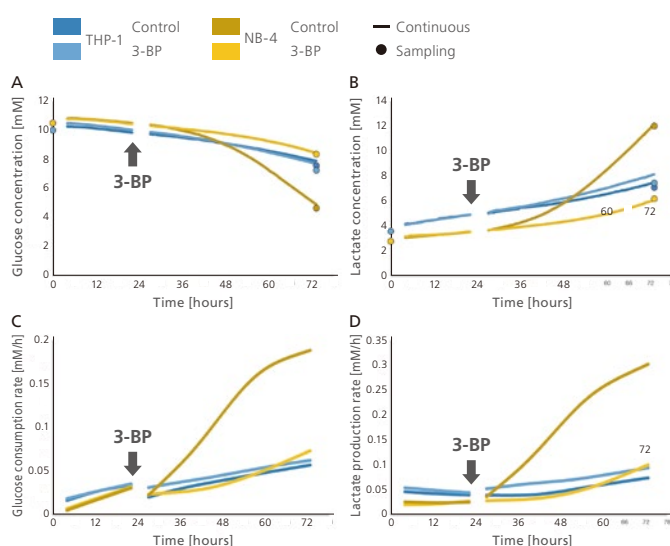 Control Control Continuous
THP-1 NB-4
3-BP 3-BP Sampling
A
Glucose concentration [mM]
12
10
8
6
4
2
0
3-BP
0 12 24 36 48 60 72
Time [hours]
B
Lactate concentration [mM]
14
12
10
8
6
4
2
0
3-BP
60 72
0 12 24 36 48 60 66 72 78
Time [hours]
C
Glucose consumption rate [mM/h]
0.2
0.15
0.1
0.05
0
3-BP
0 12 24 36 48 60 72
Time [hours]
D
Lactate production rate [mM/h]
0.35
0.3
0.25
0.2
0.15
0.1
0.05
0
3-BP
72
0 12 24 36 48 60 66 72
Time [hours]